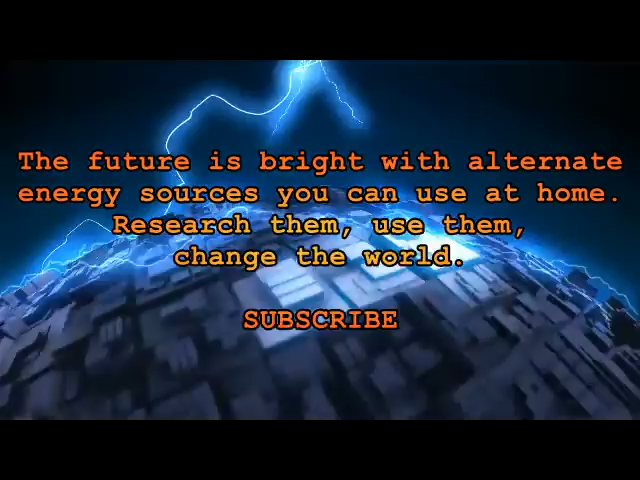 The future is bright with alternate
energy sources you can use at home.
Research them, use them,
change the world.
SUBSCRIBE